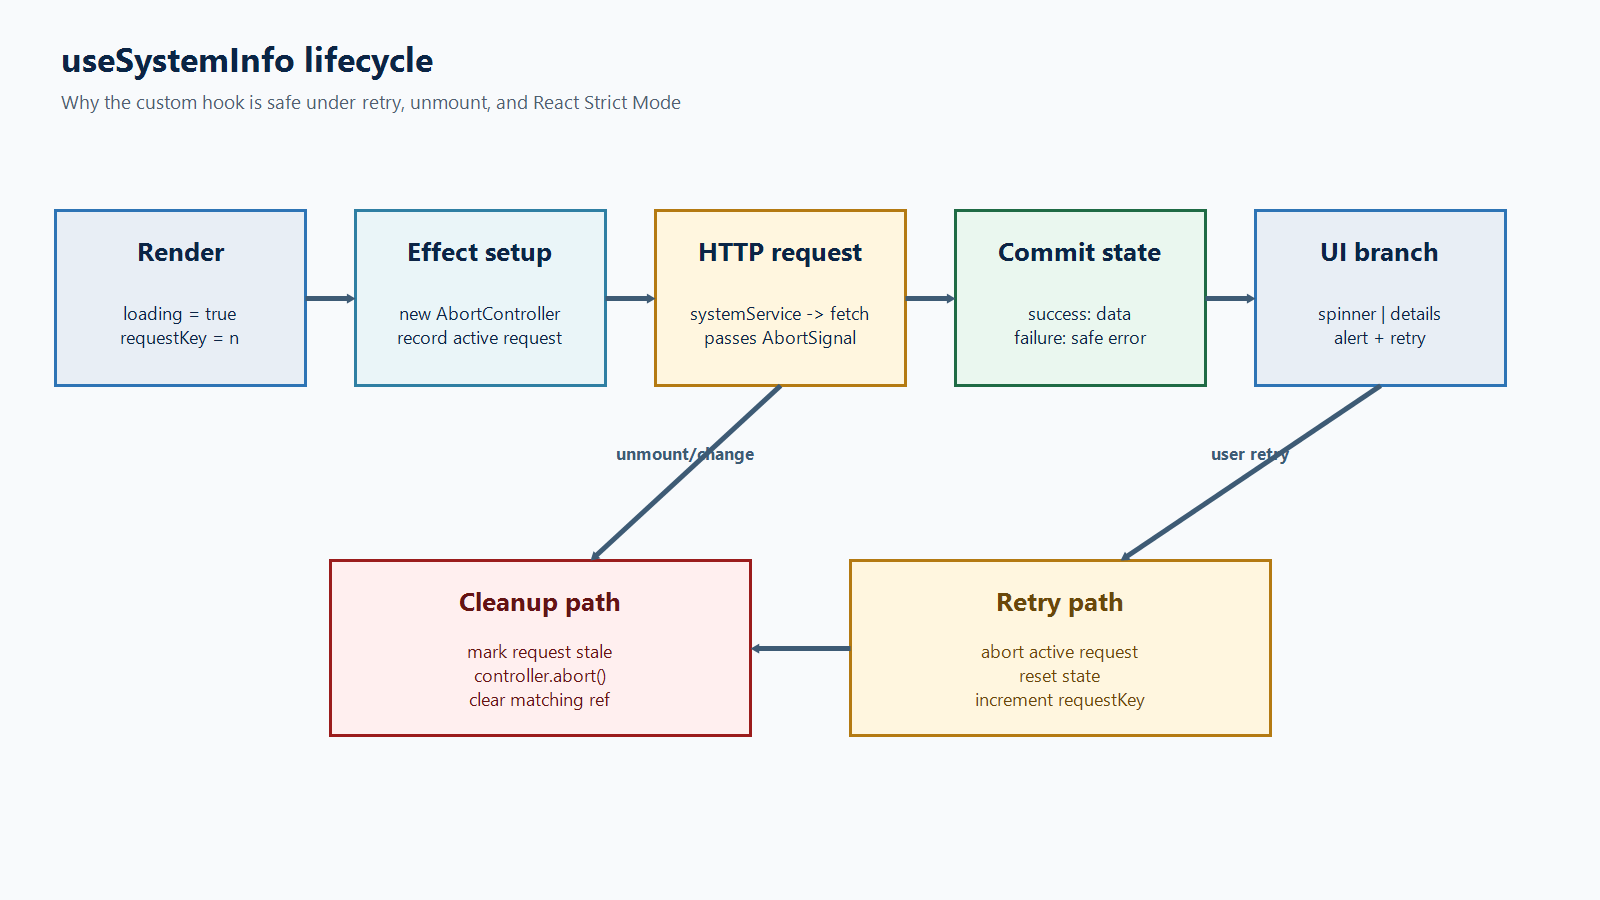 useSystemInfo lifecycle
Why the custom hook is safe under retry, unmount, and React Strict Mode
Render
loading = true
requestKey = n
Effect setup
new AbortController
record active request
HTTP request
systemService -> fetch
passes AbortSignal
Commit state
success: data
failure: safe error
UI branch
spinner | details
alert + retry
unmount/change
user retry
Cleanup path
mark request stale
controller.abort()
clear matching ref
Retry path
abort active request
reset state
increment requestKey